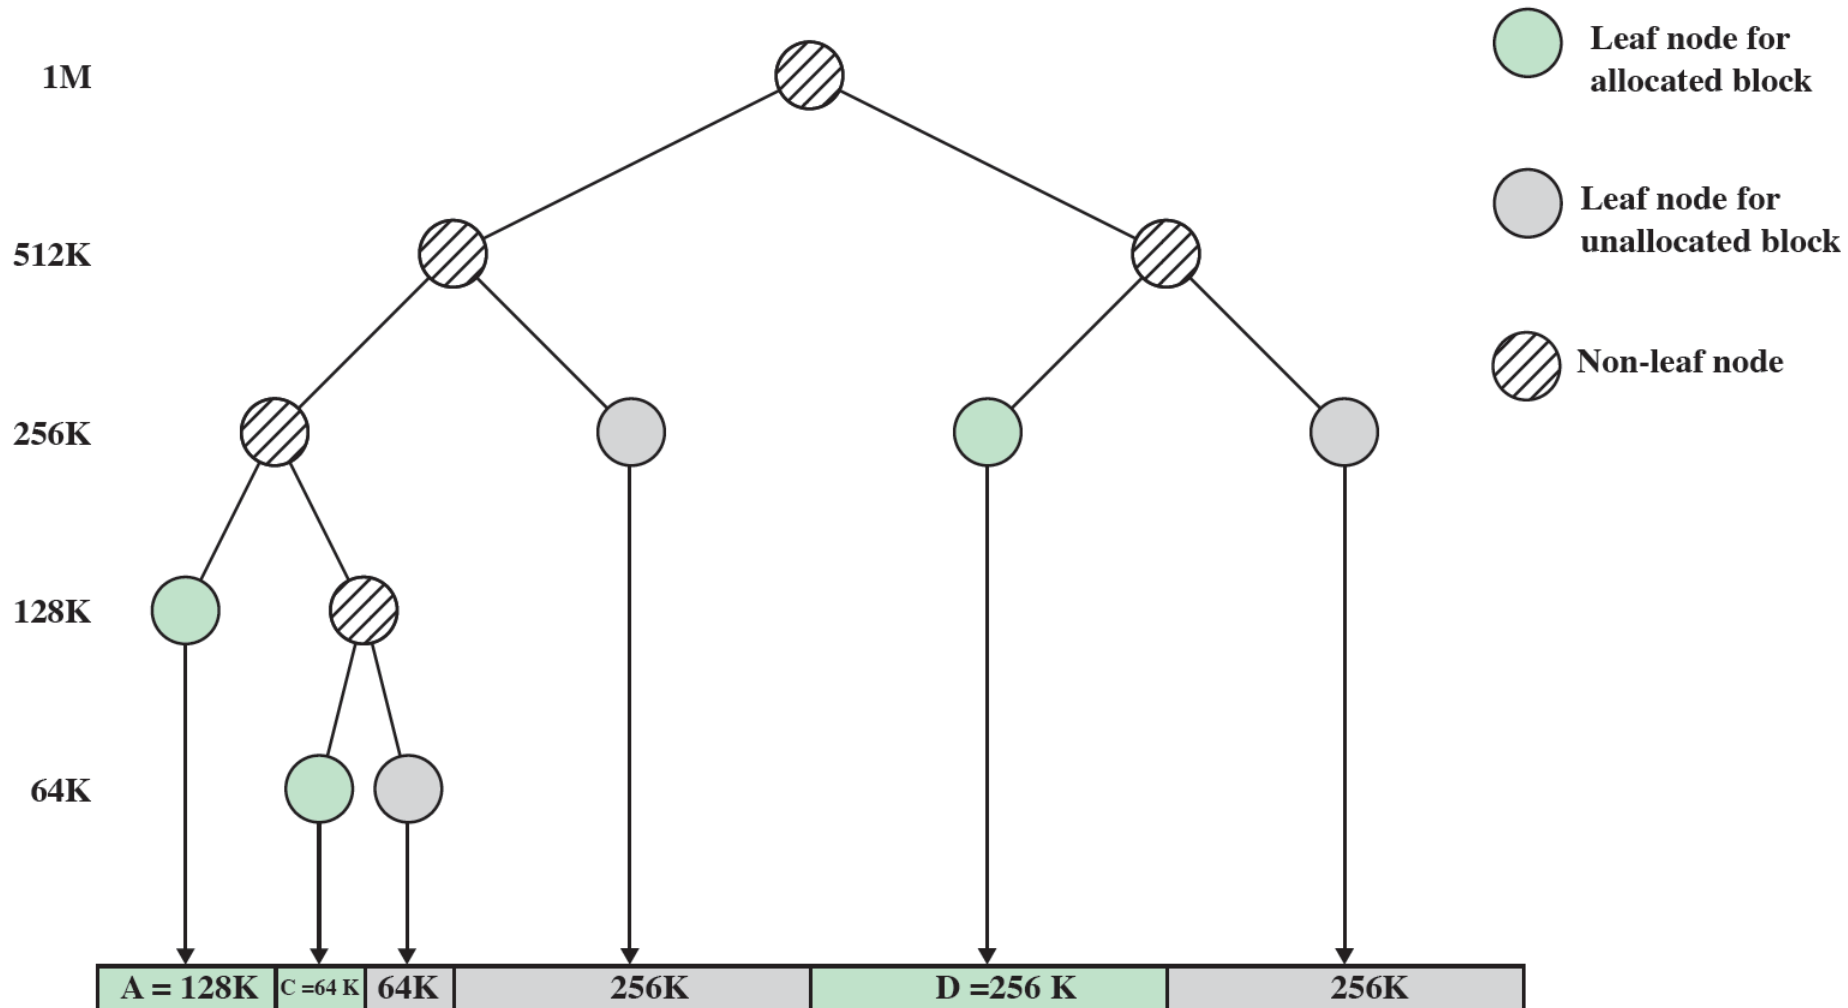 1M
512K
256K
128K
64K
Leaf node for
allocated block
Leaf node for
unallocated block
Non-leaf node
A = 128K
C =64 K
64K
256K
D =256 K
256K